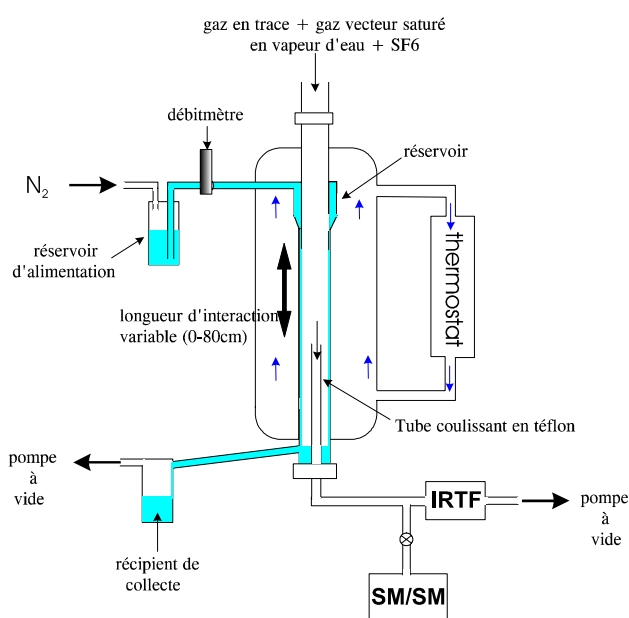 gaz en trace + gaz vecteur saturé
en vapeur d'eau + SF6
débitmètre
réservoir
N2
réservoir
d'alimentation
thermostat
longueur d'interaction
variable (0-80cm)
Tube coulissant en téflon
pompe
à
vide
IRTF
pompe
à
vide
récipient de
collecte
SM/SM